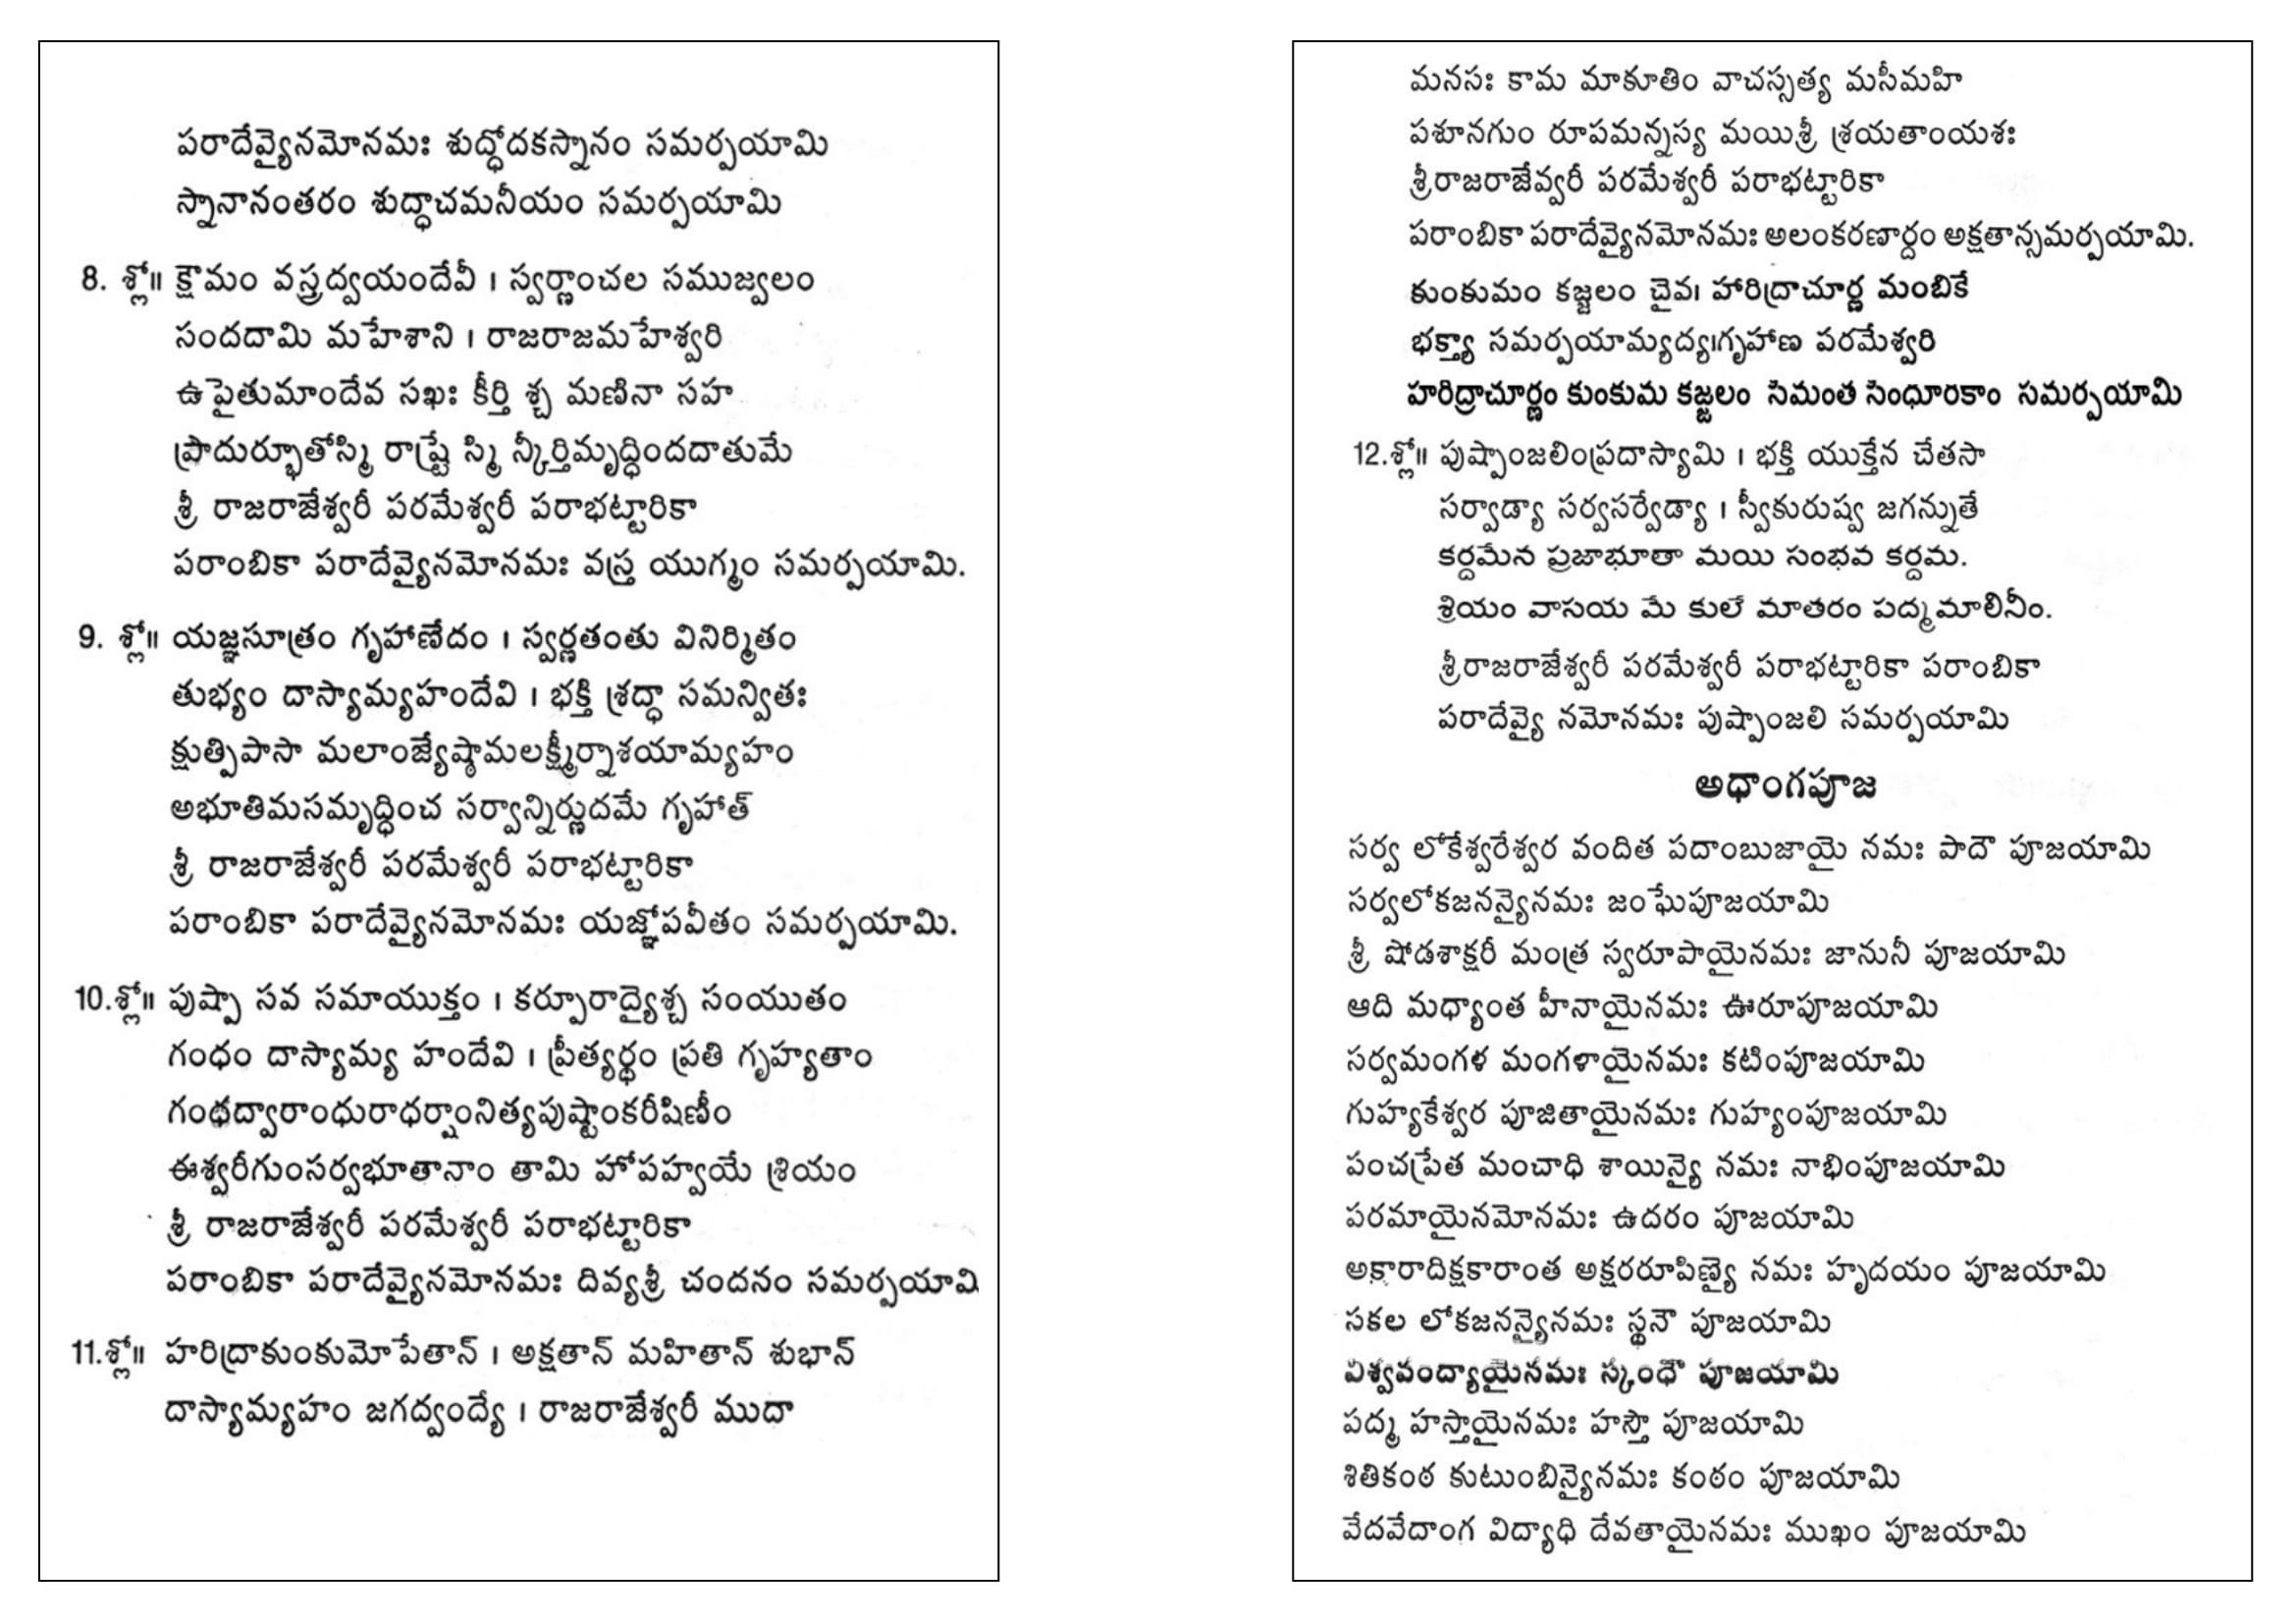 పరాదేవ్యైనమోనమః శుద్ధోదకస్నానం సమర్పయామి
స్నానానంతరం శుద్ధాచమనీయం సమర్పయామి
8. శ్లో॥ క్షౌమం వస్త్రద్వయందేవీ । స్వర్ణాంచల సముజ్వలం
సందదామి మహేశాని । రాజరాజమహేశ్వరి
ఉపైతుమాందేవ సఖః కీర్తి శ్చ మణినా సహ
ప్రాదుర్భూతోస్మి రాష్ట్రే స్మి న్కీర్తిమృద్ధిందదాతుమే
శ్రీ రాజరాజేశ్వరీ పరమేశ్వరీ పరాభట్టారికా
పరాంబికా పరాదేవ్యైనమోనమః వస్త్ర యుగ్మం సమర్పయామి.
9. శ్లో॥ యజ్ఞసూత్రం గృహాణేదం । స్వర్ణతంతు వినిర్మితం
తుభ్యం దాస్యామ్యహందేవి । భక్తి శ్రద్ధా సమన్వితః
క్షుత్పిపాసా మలాంజ్యేష్ఠామలక్ష్మీర్నాశయామ్యహం
అభూతిమసమృద్ధించ సర్వాన్నిర్ణుదమే గృహాత్
శ్రీ రాజరాజేశ్వరీ పరమేశ్వరీ పరాభట్టారికా
పరాంబికా పరాదేవ్యైనమోనమః యజ్ఞోపవీతం సమర్పయామి.
10.శ్లో॥ పుష్పా సవ సమాయుక్తం । కర్పూరాద్యైశ్చ సంయుతం
గంధం దాస్యామ్య హందేవి । ప్రీత్యర్థం ప్రతి గృహ్యతాం
గంధద్వారాంధురాధర్షాంనిత్యపుష్టాంకరీషిణీం
ఈశ్వరీగుంసర్వభూతానాం తామి హోపహ్వయే శ్రియం
శ్రీ రాజరాజేశ్వరీ పరమేశ్వరీ పరాభట్టారికా
పరాంబికా పరాదేవ్యైనమోనమః దివ్యశ్రీ చందనం సమర్పయామి
11.శ్లో॥ హరిద్రాకుంకుమోపేతాన్ । అక్షతాన్ మహితాన్ శుభాన్
దాస్యామ్యహం జగద్వంద్యే । రాజరాజేశ్వరీ ముదా
మనసః కామ మాకూతిం వాచస్సత్య మసీమహి
పశూనగుం రూపమన్నస్య మయిశ్రీ శ్రయతాంయశః
శ్రీరాజరాజేవ్వరీ పరమేశ్వరీ పరాభట్టారికా
పరాంబికా పరాదేవ్యైనమోనమః అలంకరణార్దం అక్షతాన్సమర్పయామి.
కుంకుమం కజ్జలం చైవ। హారిద్రాచూర్ణ మంబికే
భక్త్యా సమర్పయామ్యద్య।గృహాణ పరమేశ్వరి
హరిద్రాచూర్ణం కుంకుమ కజ్జలం సిమంత సింధూరికాం సమర్పయామి
12.శ్లో॥ పుష్పాంజలింప్రదాస్యామి । భక్తి యుక్తేన చేతసా
సర్వాడ్యా సర్వసర్వేడ్యా । స్వీకురుష్వ జగన్నుతే
కర్దమేన ప్రజాభూతా మయి సంభవ కర్దమ.
శ్రియం వాసయ మే కులే మాతరం పద్మమాలినీం.
శ్రీరాజరాజేశ్వరీ పరమేశ్వరీ పరాభట్టారికా పరాంబికా
పరాదేవ్యై నమోనమః పుష్పాంజలి సమర్పయామి
అధాంగపూజ
సర్వ లోకేశ్వరేశ్వర వందిత పదాంబుజాయై నమః పాదౌ పూజయామి
సర్వలోకజనన్యైనమః జంఘేపూజయామి
శ్రీ షోడశాక్షరీ మంత్ర స్వరూపాయైనమః జానునీ పూజయామి
ఆది మధ్యాంత హీనాయైనమః ఊరూపూజయామి
సర్వమంగళ మంగళాయైనమః కటింపూజయామి
గుహ్యకేశ్వర పూజితాయైనమః గుహ్యంపూజయామి
పంచప్రేత మంచాధి శాయిన్యై నమః నాభింపూజయామి
పరమాయైనమోనమః ఉదరం పూజయామి
అకారాదిక్షకారాంత అక్షరరూపిణ్యై నమః హృదయం పూజయామి
సకల లోకజనన్యైనమః స్థనౌ పూజయామి
విశ్వవంద్యాయైనమః స్కంధౌ పూజయామి
పద్మ హస్తాయైనమః హస్తౌ పూజయామి
శితికంఠ కుటుంబిన్యైనమః కంఠం పూజయామి
వేదవేదాంగ విద్యాధి దేవతాయైనమః ముఖం పూజయామి